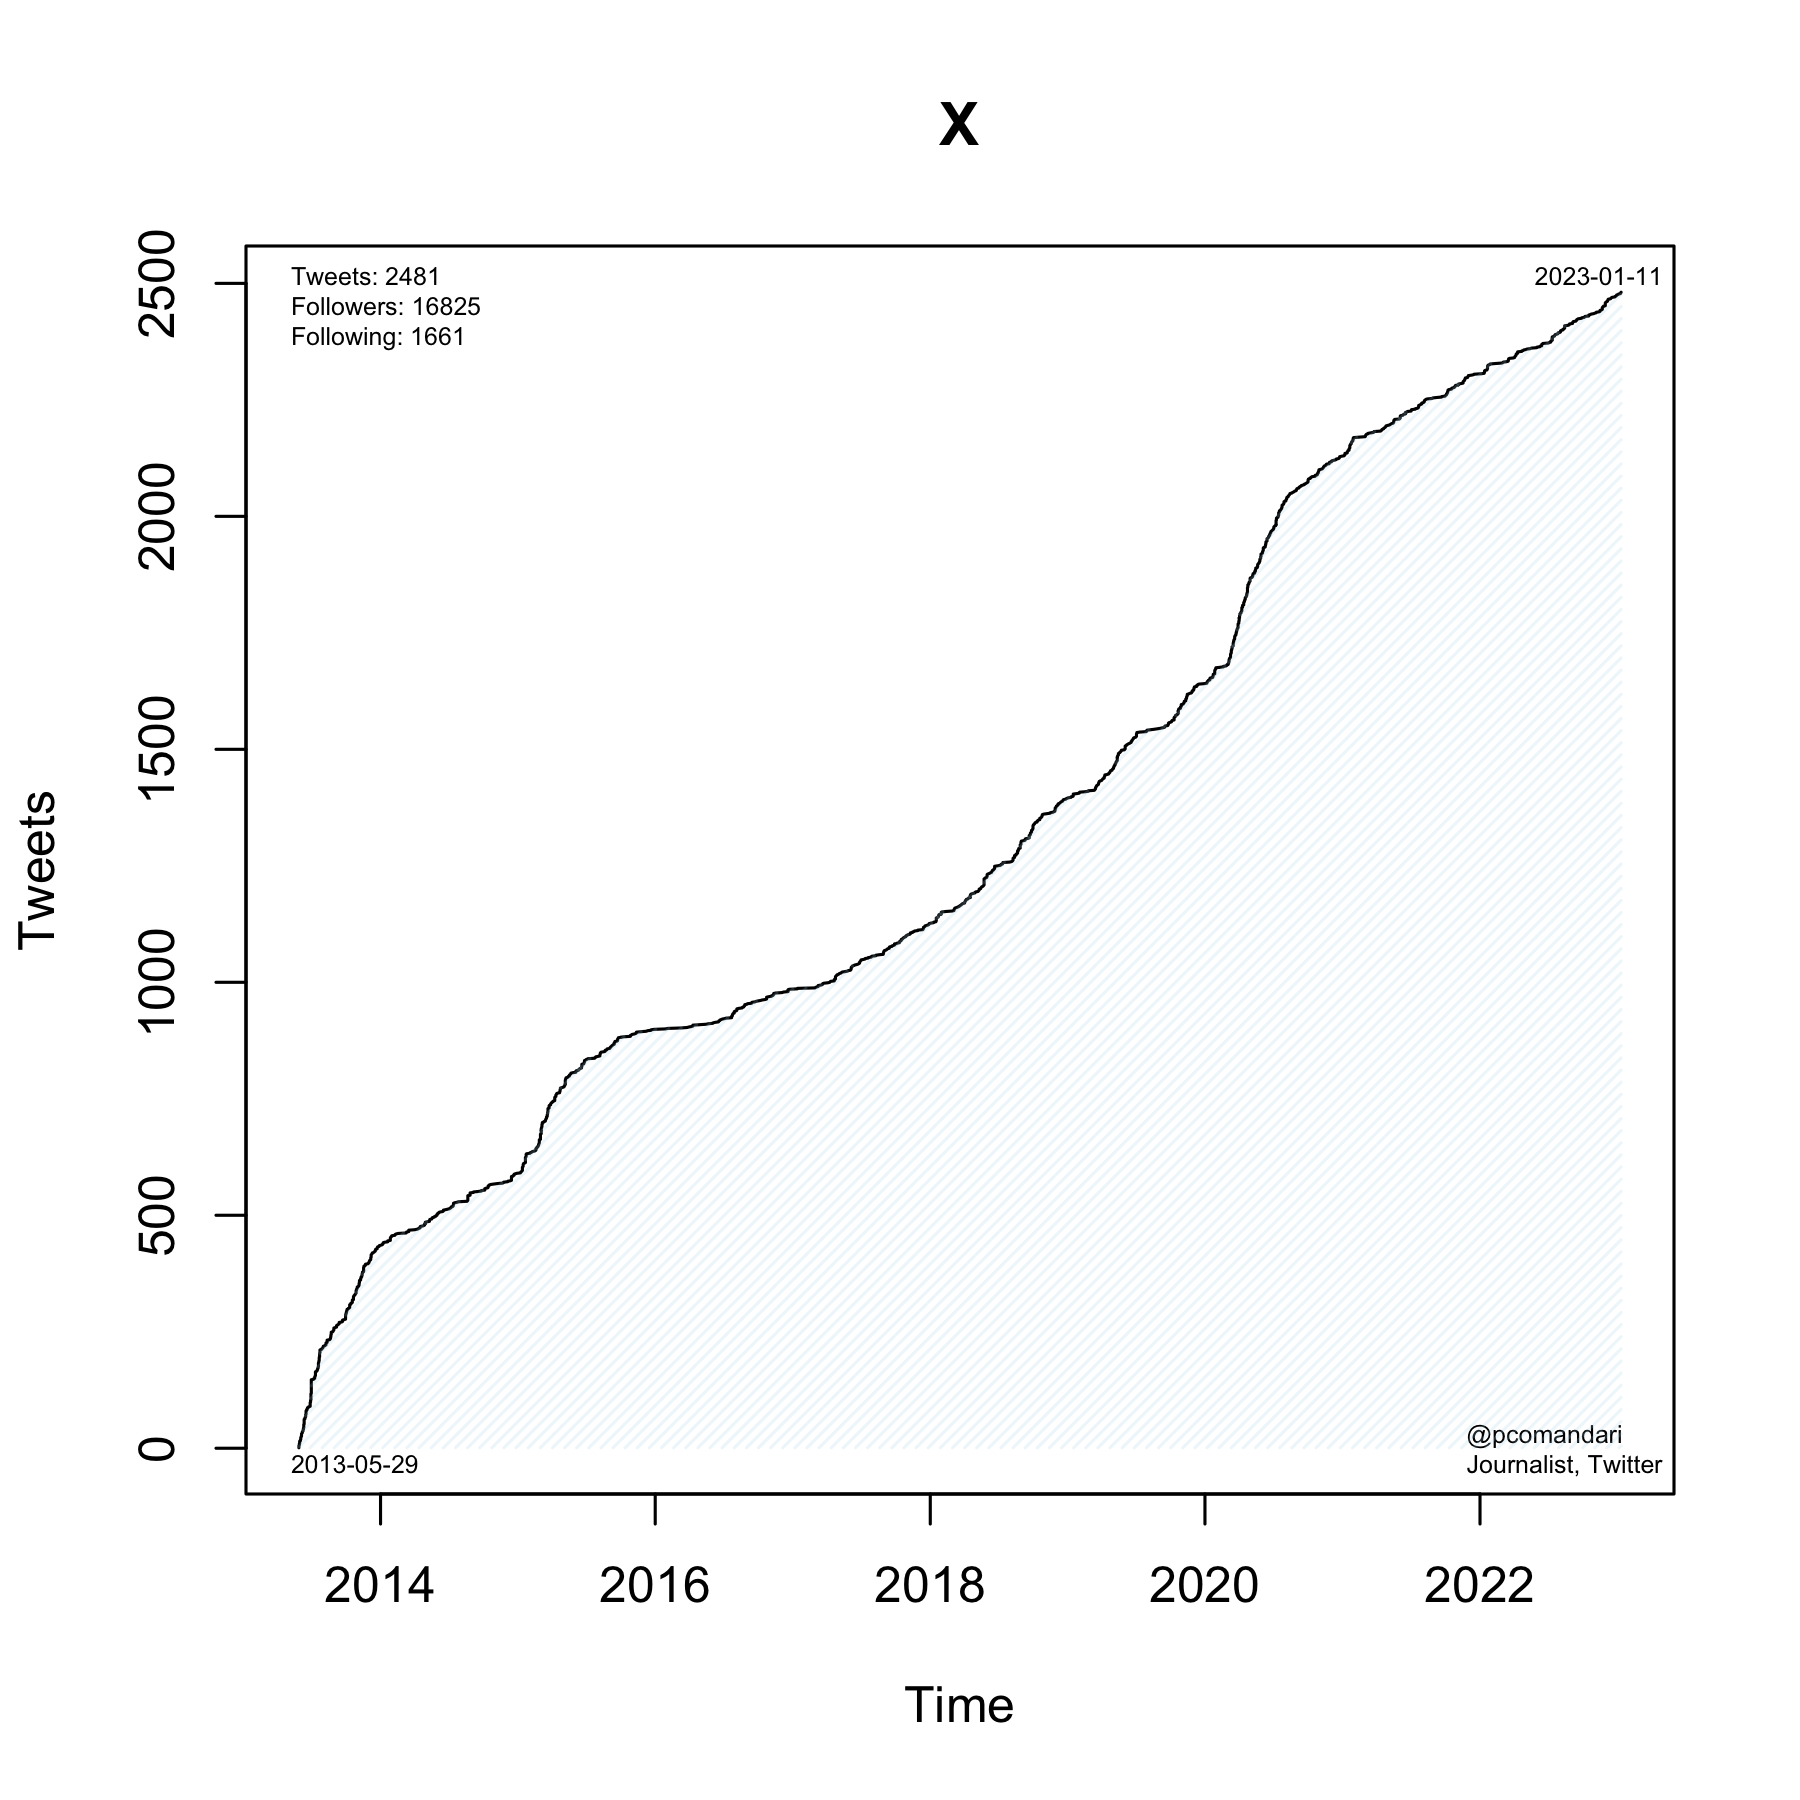 X
Tweets: 2481
Followers: 16825
Following: 1661
2023-01-11
2500
2000
1500
1000
500
0
Tweets
2013-05-29
@pcomandari
Journalist, Twitter
2014
2016
2018
2020
2022
Time